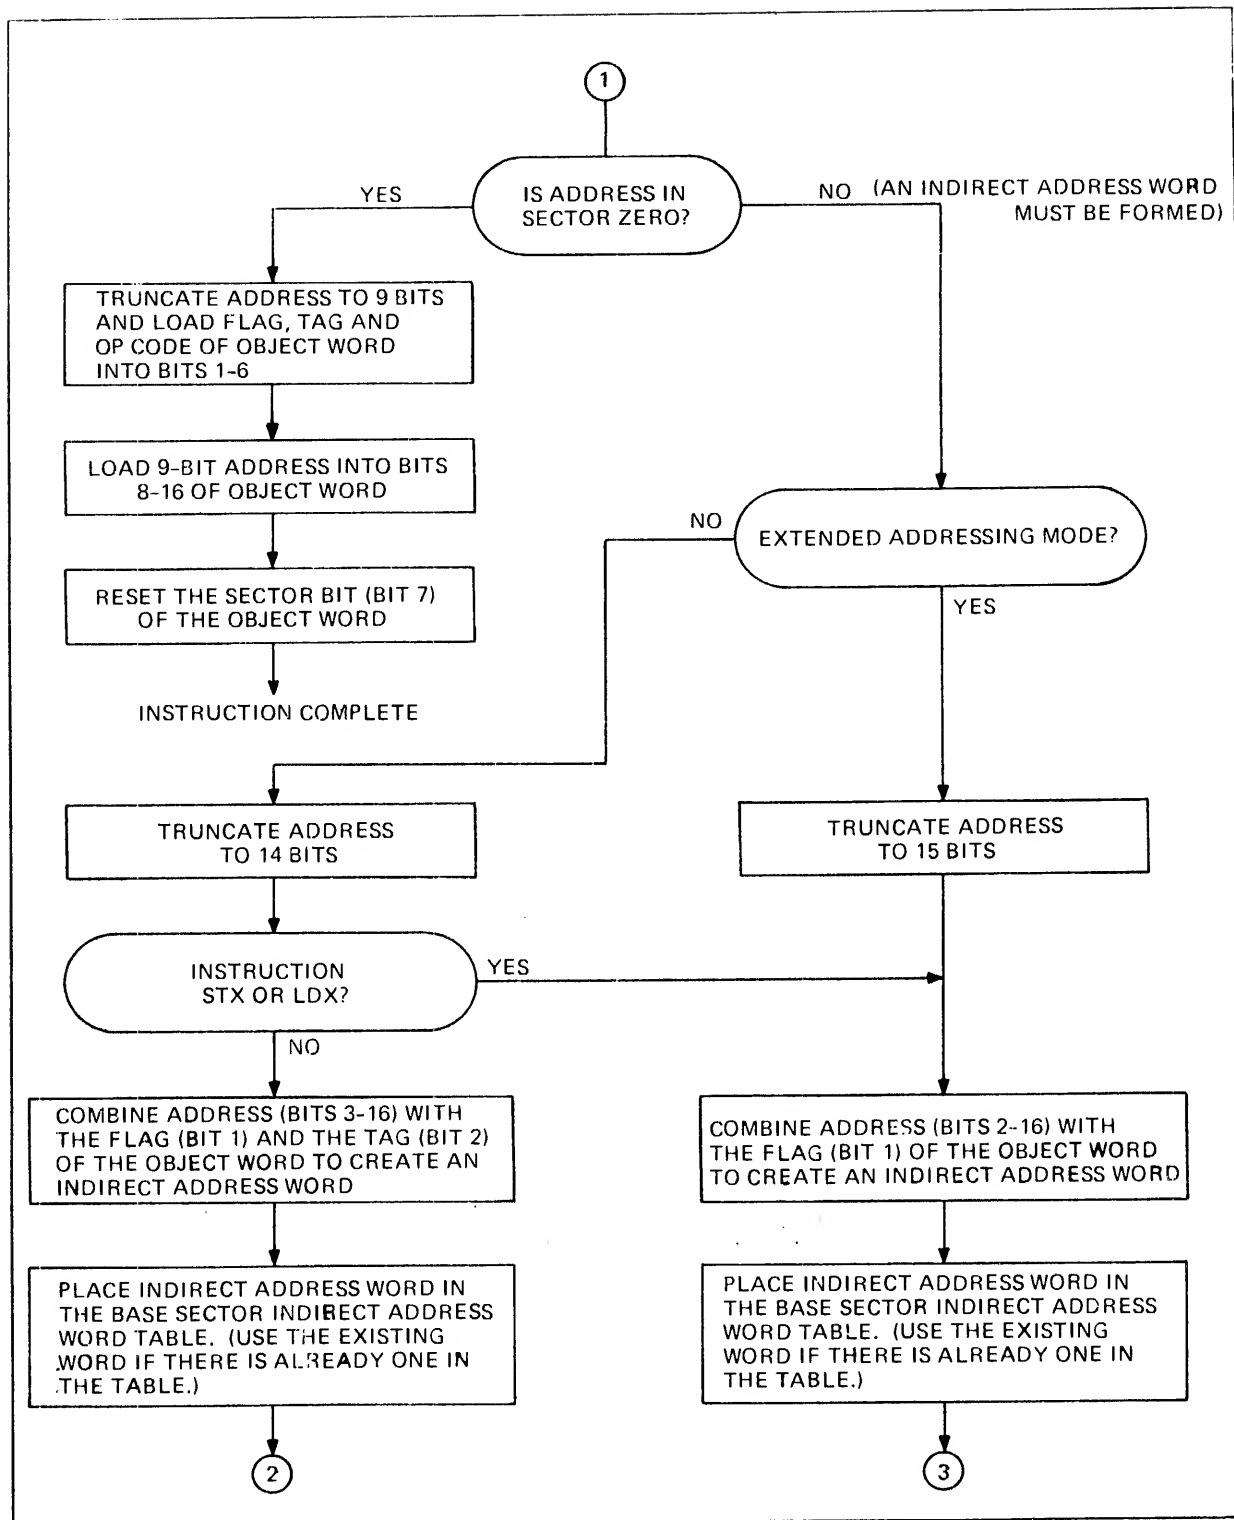 1
IS ADDRESS IN
SECTOR ZERO?
YES
NO (AN INDIRECT ADDRESS WORD
MUST BE FORMED)
TRUNCATE ADDRESS TO 9 BITS
AND LOAD FLAG, TAG AND
OP CODE OF OBJECT WORD
INTO BITS 1-6
LOAD 9-BIT ADDRESS INTO BITS
8-16 OF OBJECT WORD
RESET THE SECTOR BIT (BIT 7)
OF THE OBJECT WORD
INSTRUCTION COMPLETE
NO
EXTENDED ADDRESSING MODE?
YES
TRUNCATE ADDRESS
TO 14 BITS
TRUNCATE ADDRESS
TO 15 BITS
INSTRUCTION
STX OR LDX?
YES
NO
COMBINE ADDRESS (BITS 3-16) WITH
THE FLAG (BIT 1) AND THE TAG (BIT 2)
OF THE OBJECT WORD TO CREATE AN
INDIRECT ADDRESS WORD
COMBINE ADDRESS (BITS 2-16) WITH
THE FLAG (BIT 1) OF THE OBJECT WORD
TO CREATE AN INDIRECT ADDRESS WORD
PLACE INDIRECT ADDRESS WORD IN
THE BASE SECTOR INDIRECT ADDRESS
WORD TABLE. (USE THE EXISTING
WORD IF THERE IS ALREADY ONE IN
THE TABLE.)
PLACE INDIRECT ADDRESS WORD IN
THE BASE SECTOR INDIRECT ADDRESS
WORD TABLE. (USE THE EXISTING
WORD IF THERE IS ALREADY ONE IN
THE TABLE.)
2
3